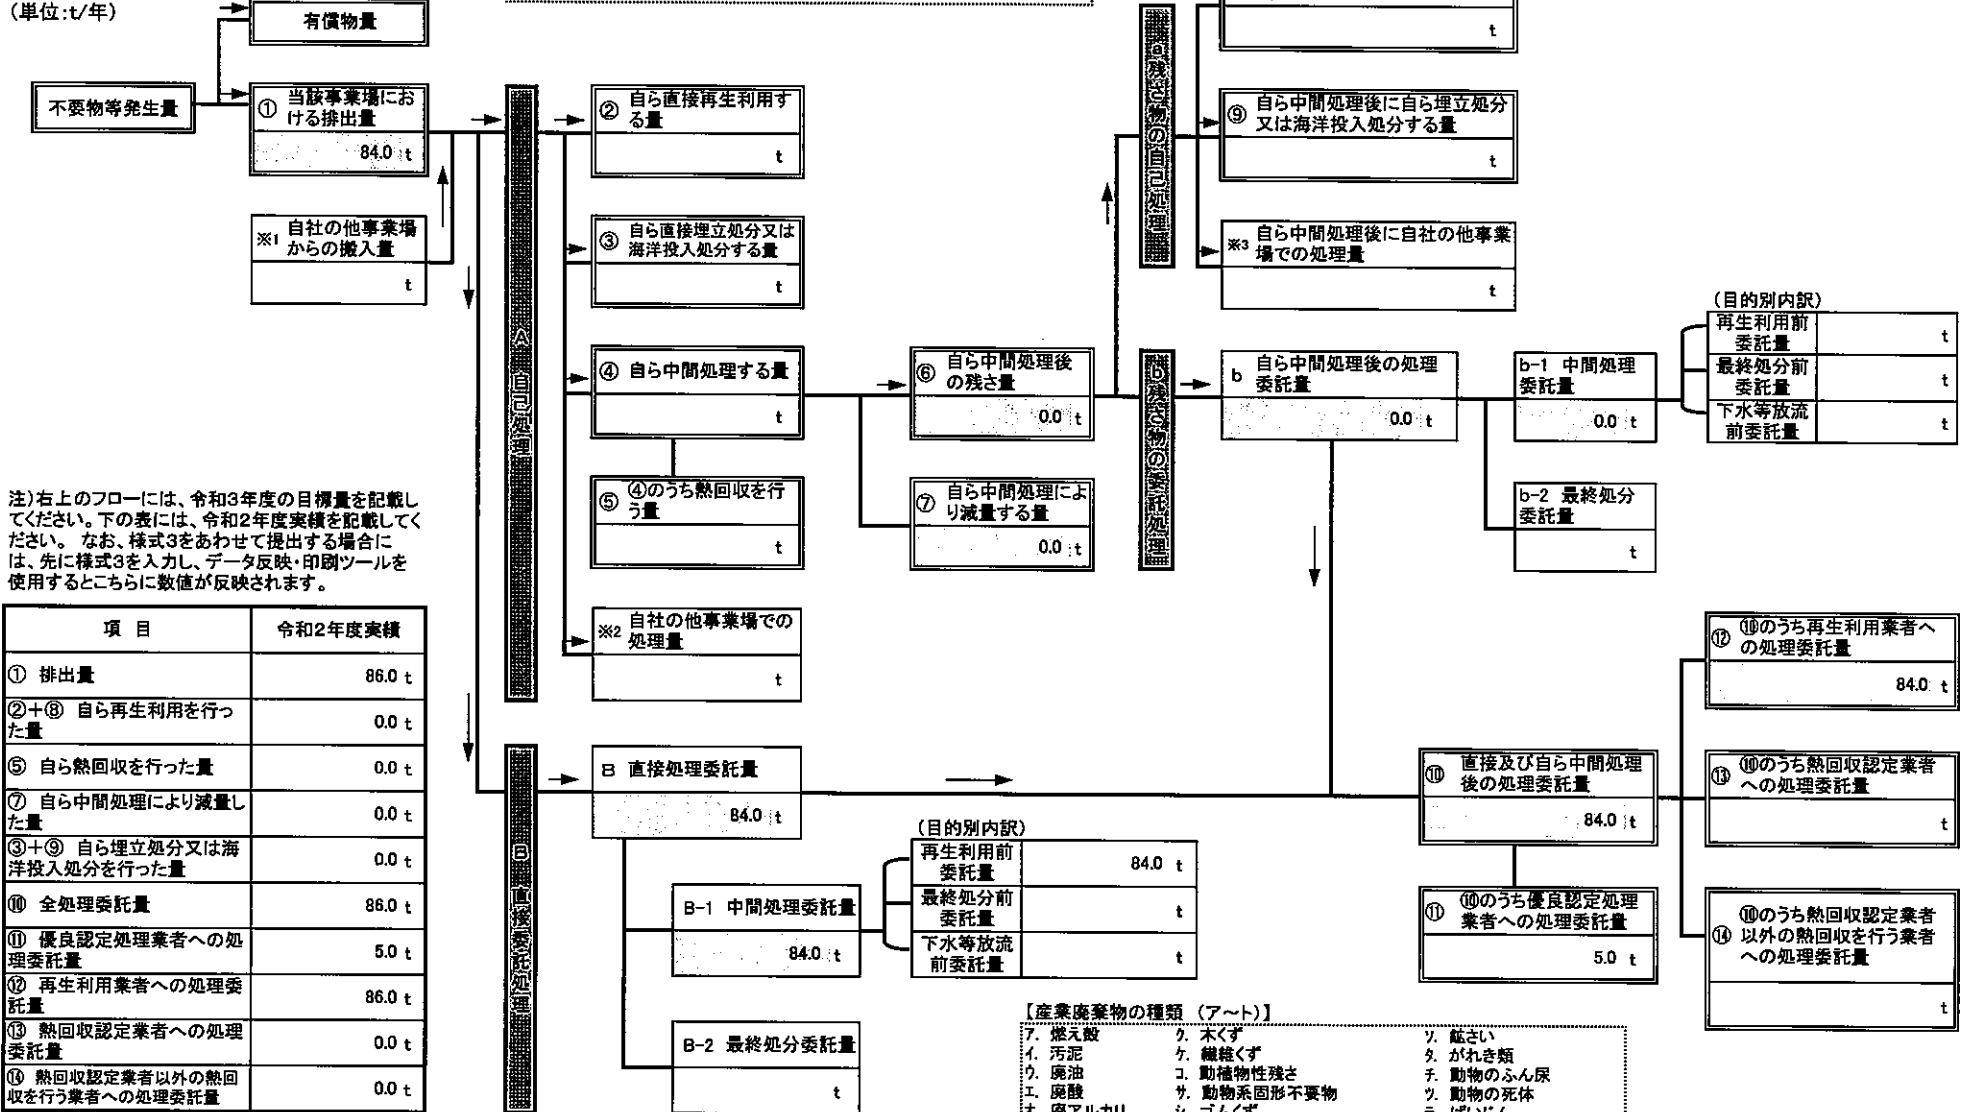 (単位:t/年)
有償物量
不要物等発生量
① 当該事業場にお
ける排出量
84.0 t
※1 自社の他事業場
からの搬入量
t
A 自己処理
② 自ら直接再生利用す
る量
t
③ 自ら直接埋立処分又は
海洋投入処分する量
t
④ 自ら中間処理する量
t
⑤ ④のうち熱回収を行
う量
t
※2 自社の他事業場での
処理量
t
⑥ 自ら中間処理後
の残さ量
0.0 t
⑦ 自ら中間処理によ
り減量する量
0.0 t
a 残さ物の自己処理
t
⑨ 自ら中間処理後に自ら埋立処分
又は海洋投入処分する量
t
※3 自ら中間処理後に自社の他事業
場での処理量
t
b 残さ物の委託処理
b 自ら中間処理後の処理
委託量
0.0 t
b-1 中間処理
委託量
0.0 t
(目的別内訳)
再生利用前
委託量
t
最終処分前
委託量
t
下水等放流
前委託量
t
b-2 最終処分
委託量
t
注)右上のフローには、令和3年度の目標量を記載し
てください。下の表には、令和2年度実績を記載してく
ださい。 なお、様式3をあわせて提出する場合に
は、先に様式3を入力し、データ反映・印刷ツールを
使用するとこちらに数値が反映されます。
項 目 令和2年度実績
① 排出量 86.0 t
②+⑧ 自ら再生利用を行っ
た量 0.0 t
⑤ 自ら熱回収を行った量 0.0 t
⑦ 自ら中間処理により減量し
た量 0.0 t
③+⑨ 自ら埋立処分又は海
洋投入処分を行った量 0.0 t
⑩ 全処理委託量 86.0 t
⑪ 優良認定処理業者への処
理委託量 5.0 t
⑫ 再生利用業者への処理委
託量 86.0 t
⑬ 熱回収認定業者への処理
委託量 0.0 t
⑭ 熱回収認定業者以外の熱回
収を行う業者への処理委託量 0.0 t
B 直接委託処理
B 直接処理委託量
84.0 t
B-1 中間処理委託量
84.0 t
(目的別内訳)
再生利用前
委託量
84.0 t
最終処分前
委託量
t
下水等放流
前委託量
t
B-2 最終処分委託量
t
⑩ 直接及び自ら中間処理
後の処理委託量
84.0 t
⑪ ⑩のうち優良認定処理
業者への処理委託量
5.0 t
⑫ ⑩のうち再生利用業者へ
の処理委託量
84.0 t
⑬ ⑩のうち熱回収認定業者
への処理委託量
t
⑭ ⑩のうち熱回収認定業者
以外の熱回収を行う業者
への処理委託量
t
【産業廃棄物の種類 (ア~ト)】
ア. 燃え殻 ク. 木くず ソ. 鉱さい
イ. 汚泥 ケ. 繊維くず タ. がれき類
ウ. 廃油 コ. 動植物性残さ チ. 動物のふん尿
エ. 廃酸 サ. 動物系固形不要物 ツ. 動物の死体
オ. 廃アルカリ シ. ゴムくず テ. ばいじん